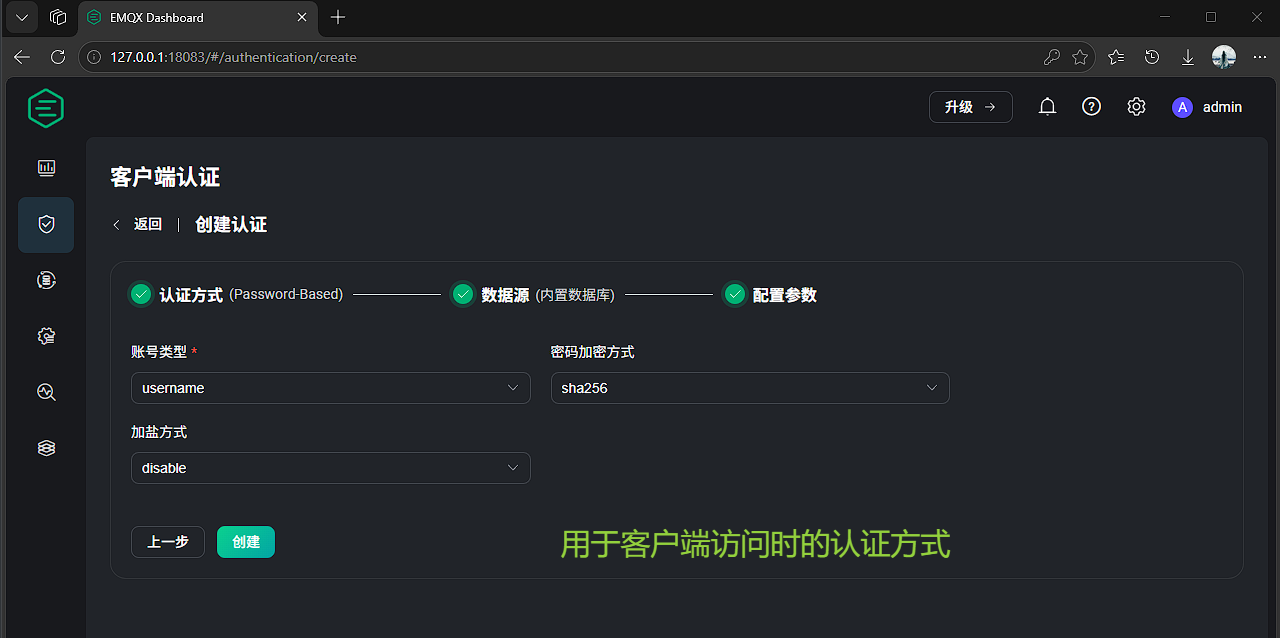 EMQX Dashboard
127.0.0.1:18083/#/authentication/create
升级 →
A admin
客户端认证
返回 | 创建认证
认证方式 (Password-Based) 数据源 (内置数据库) 配置参数
账号类型 * 密码加密方式
username sha256
加盐方式
disable
上一步 创建
用于客户端访问时的认证方式